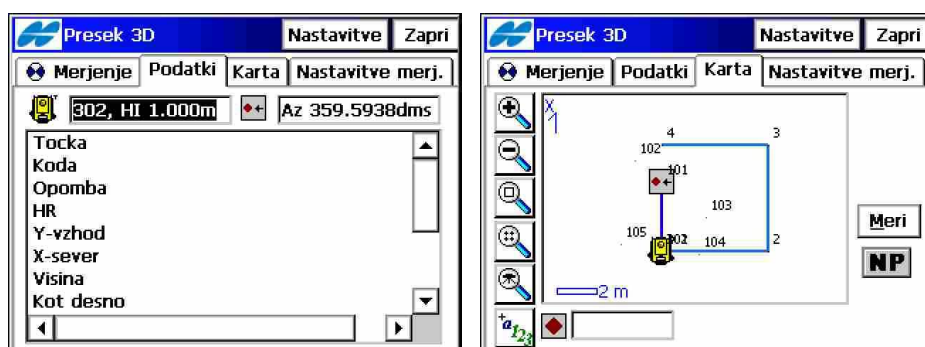 Presek 3D Nastavitve Zapri
Merjenje Podatki Karta Nastavitve merj.
302, HI 1.000m Az 359.5938dms
Tocka
Koda
Opomba
HR
Y-vzhod
X-sever
Visina
Kot desno
Presek 3D Nastavitve Zapri
Merjenje Podatki Karta Nastavitve merj.
X
4 3
102
101
103
105 104 2
Meri
NP
2 m
+a123